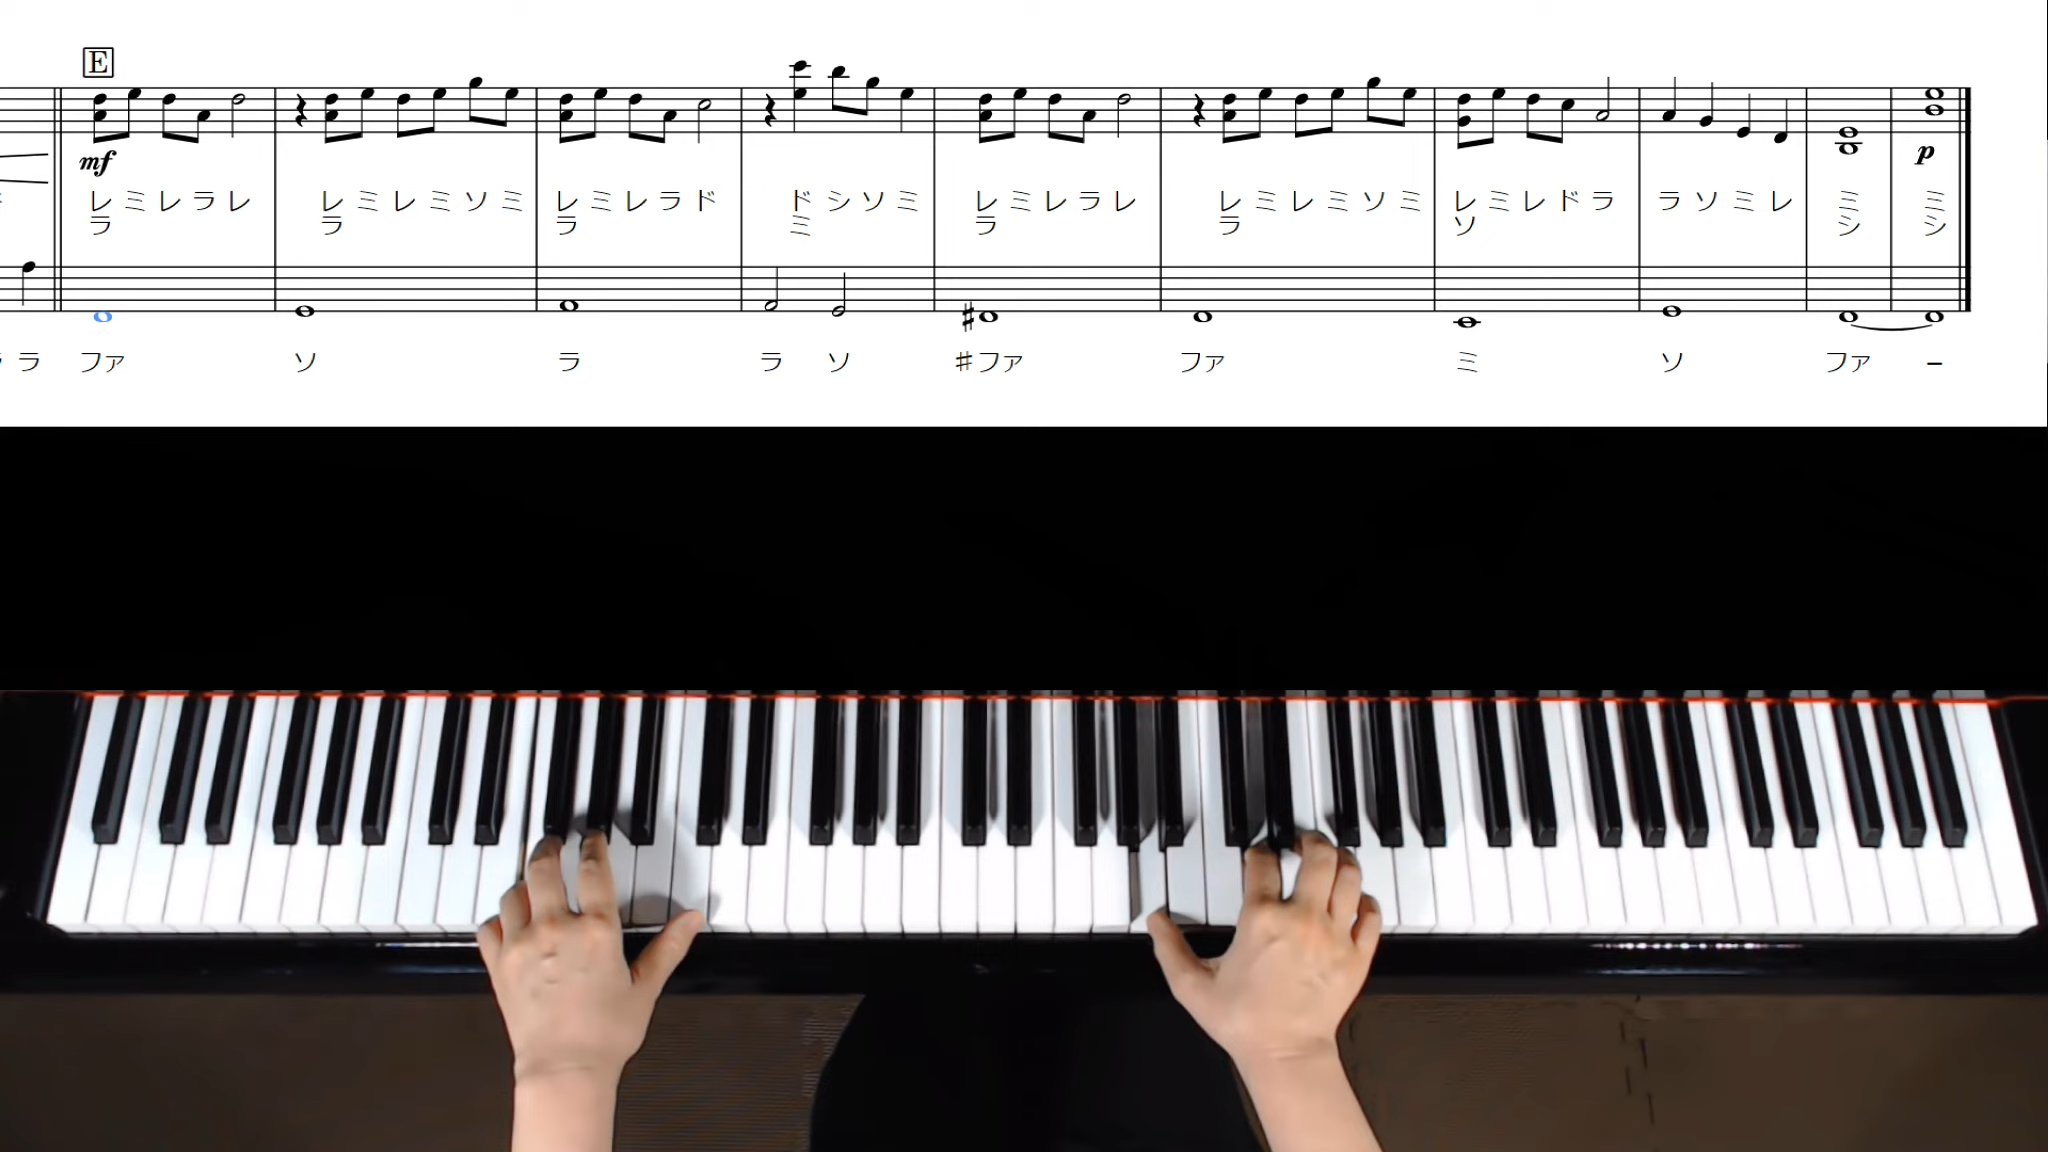 E
mf
p
レ ミ レ ラ レ レ ミ レ ミ ソ ミ レ ミ レ ラ ド ド シ ソ ミ レ ミ レ ラ レ レ ミ レ ミ ソ ミ レ ミ レ ド ラ ラ ソ ミ レ ミ ミ
ラ ラ ラ ミ ラ ラ ソ シ シ
ラ ファ ソ ラ ラ ソ #ファ ファ ミ ソ ファ –